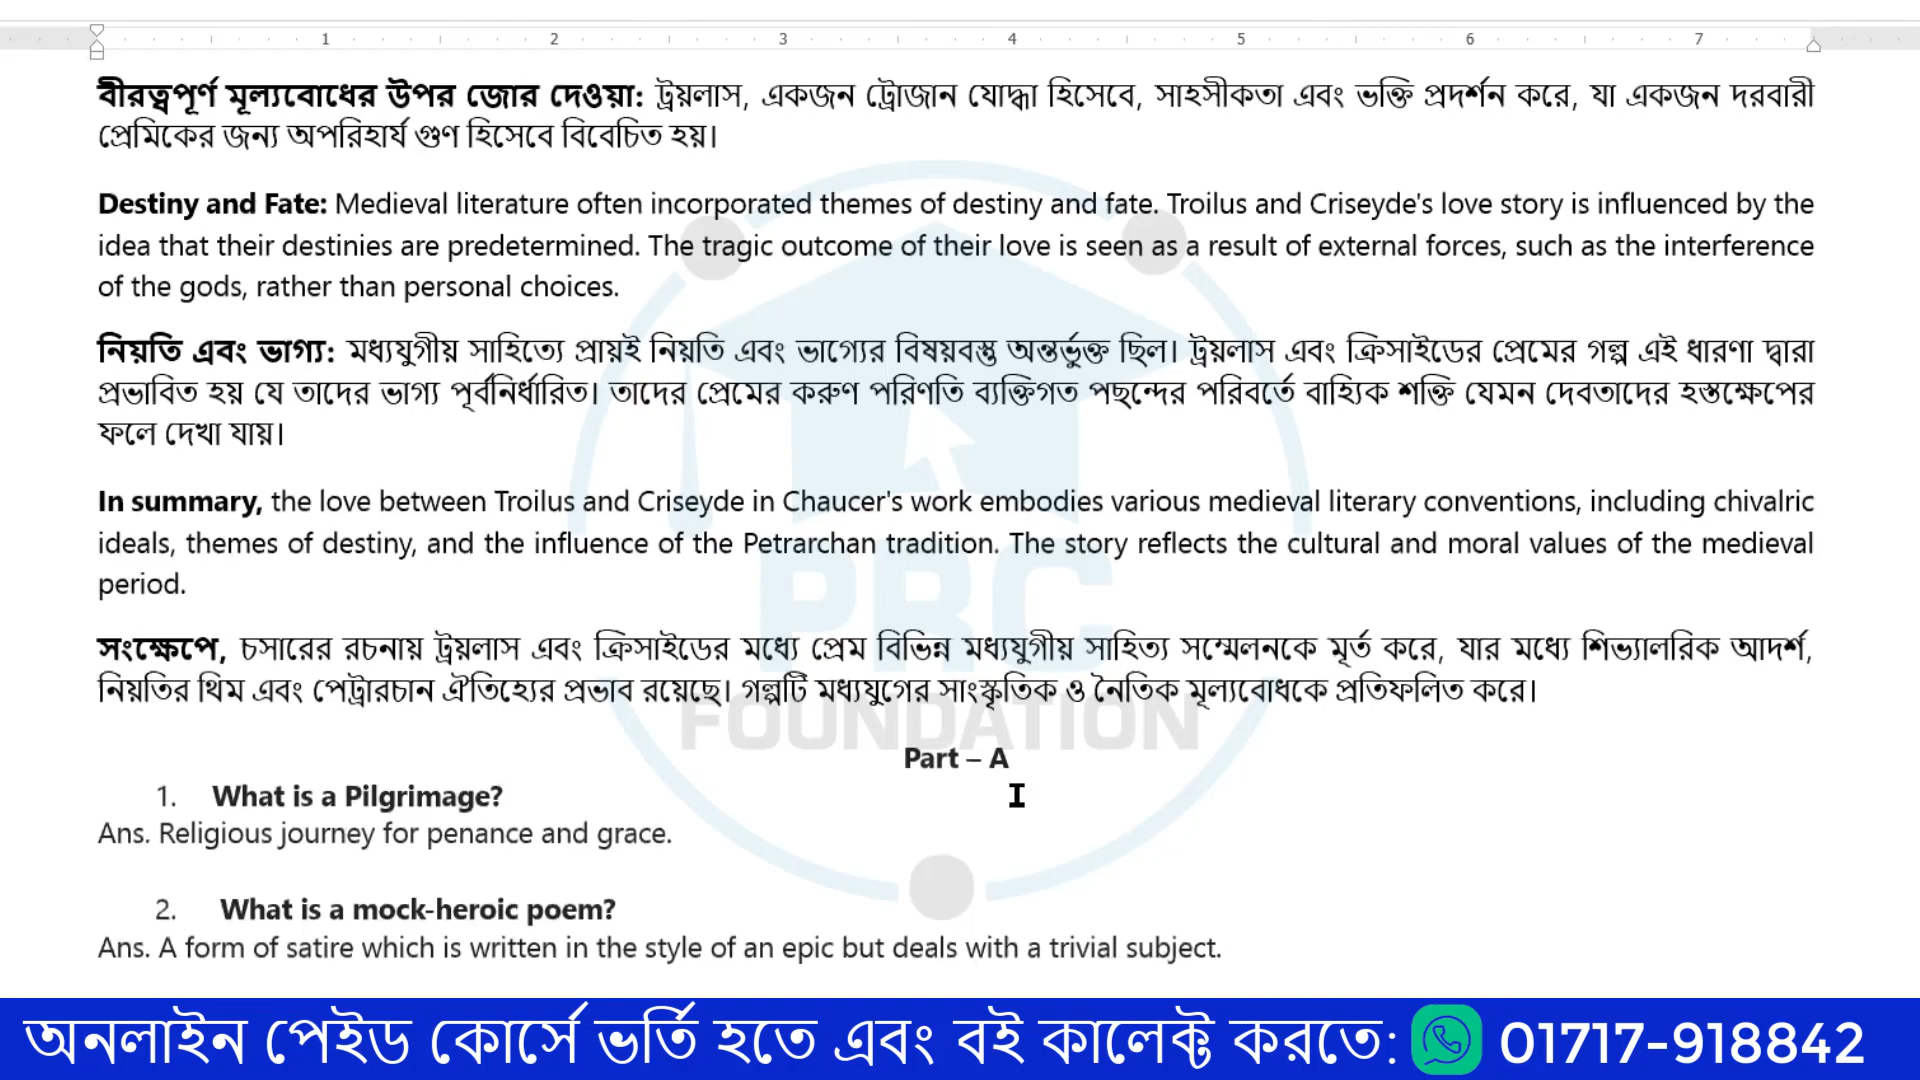 1 2 3 4 5 6 7
বীরত্বপূর্ণ মূল্যবোধের উপর জোর দেওয়া: ট্রয়লাস, একজন ট্রোজান যোদ্ধা হিসেবে, সাহসীকতা এবং ভক্তি প্রদর্শন করে, যা একজন দরবারী
প্রেমিকের জন্য অপরিহার্য গুণ হিসেবে বিবেচিত হয়।
Destiny and Fate: Medieval literature often incorporated themes of destiny and fate. Troilus and Criseyde's love story is influenced by the
idea that their destinies are predetermined. The tragic outcome of their love is seen as a result of external forces, such as the interference
of the gods, rather than personal choices.
নিয়তি এবং ভাগ্য: মধ্যযুগীয় সাহিত্যে প্রায়ই নিয়তি এবং ভাগ্যের বিষয়বস্তু অন্তর্ভুক্ত ছিল। ট্রয়লাস এবং ক্রিসাইডের প্রেমের গল্প এই ধারণা দ্বারা
প্রভাবিত হয় যে তাদের ভাগ্য পূর্বনির্ধারিত। তাদের প্রেমের করুণ পরিণতি ব্যক্তিগত পছন্দের পরিবর্তে বাহ্যিক শক্তি যেমন দেবতাদের হস্তক্ষেপের
ফলে দেখা যায়।
In summary, the love between Troilus and Criseyde in Chaucer's work embodies various medieval literary conventions, including chivalric
ideals, themes of destiny, and the influence of the Petrarchan tradition. The story reflects the cultural and moral values of the medieval
period.
PRC
সংক্ষেপে, চসারের রচনায় ট্রয়লাস এবং ক্রিসাইডের মধ্যে প্রেম বিভিন্ন মধ্যযুগীয় সাহিত্য সম্মেলনকে মূর্ত করে, যার মধ্যে শিভ্যালরিক আদর্শ,
নিয়তির থিম এবং পেট্রারচান ঐতিহ্যের প্রভাব রয়েছে। গল্পটি মধ্যযুগের সাংস্কৃতিক ও নৈতিক মূল্যবোধকে প্রতিফলিত করে।
FOUNDATION
Part – A
1. What is a Pilgrimage?
Ans. Religious journey for penance and grace.
2. What is a mock-heroic poem?
Ans. A form of satire which is written in the style of an epic but deals with a trivial subject.
অনলাইন পেইড কোর্সে ভর্তি হতে এবং বই কালেক্ট করতে: 01717-918842